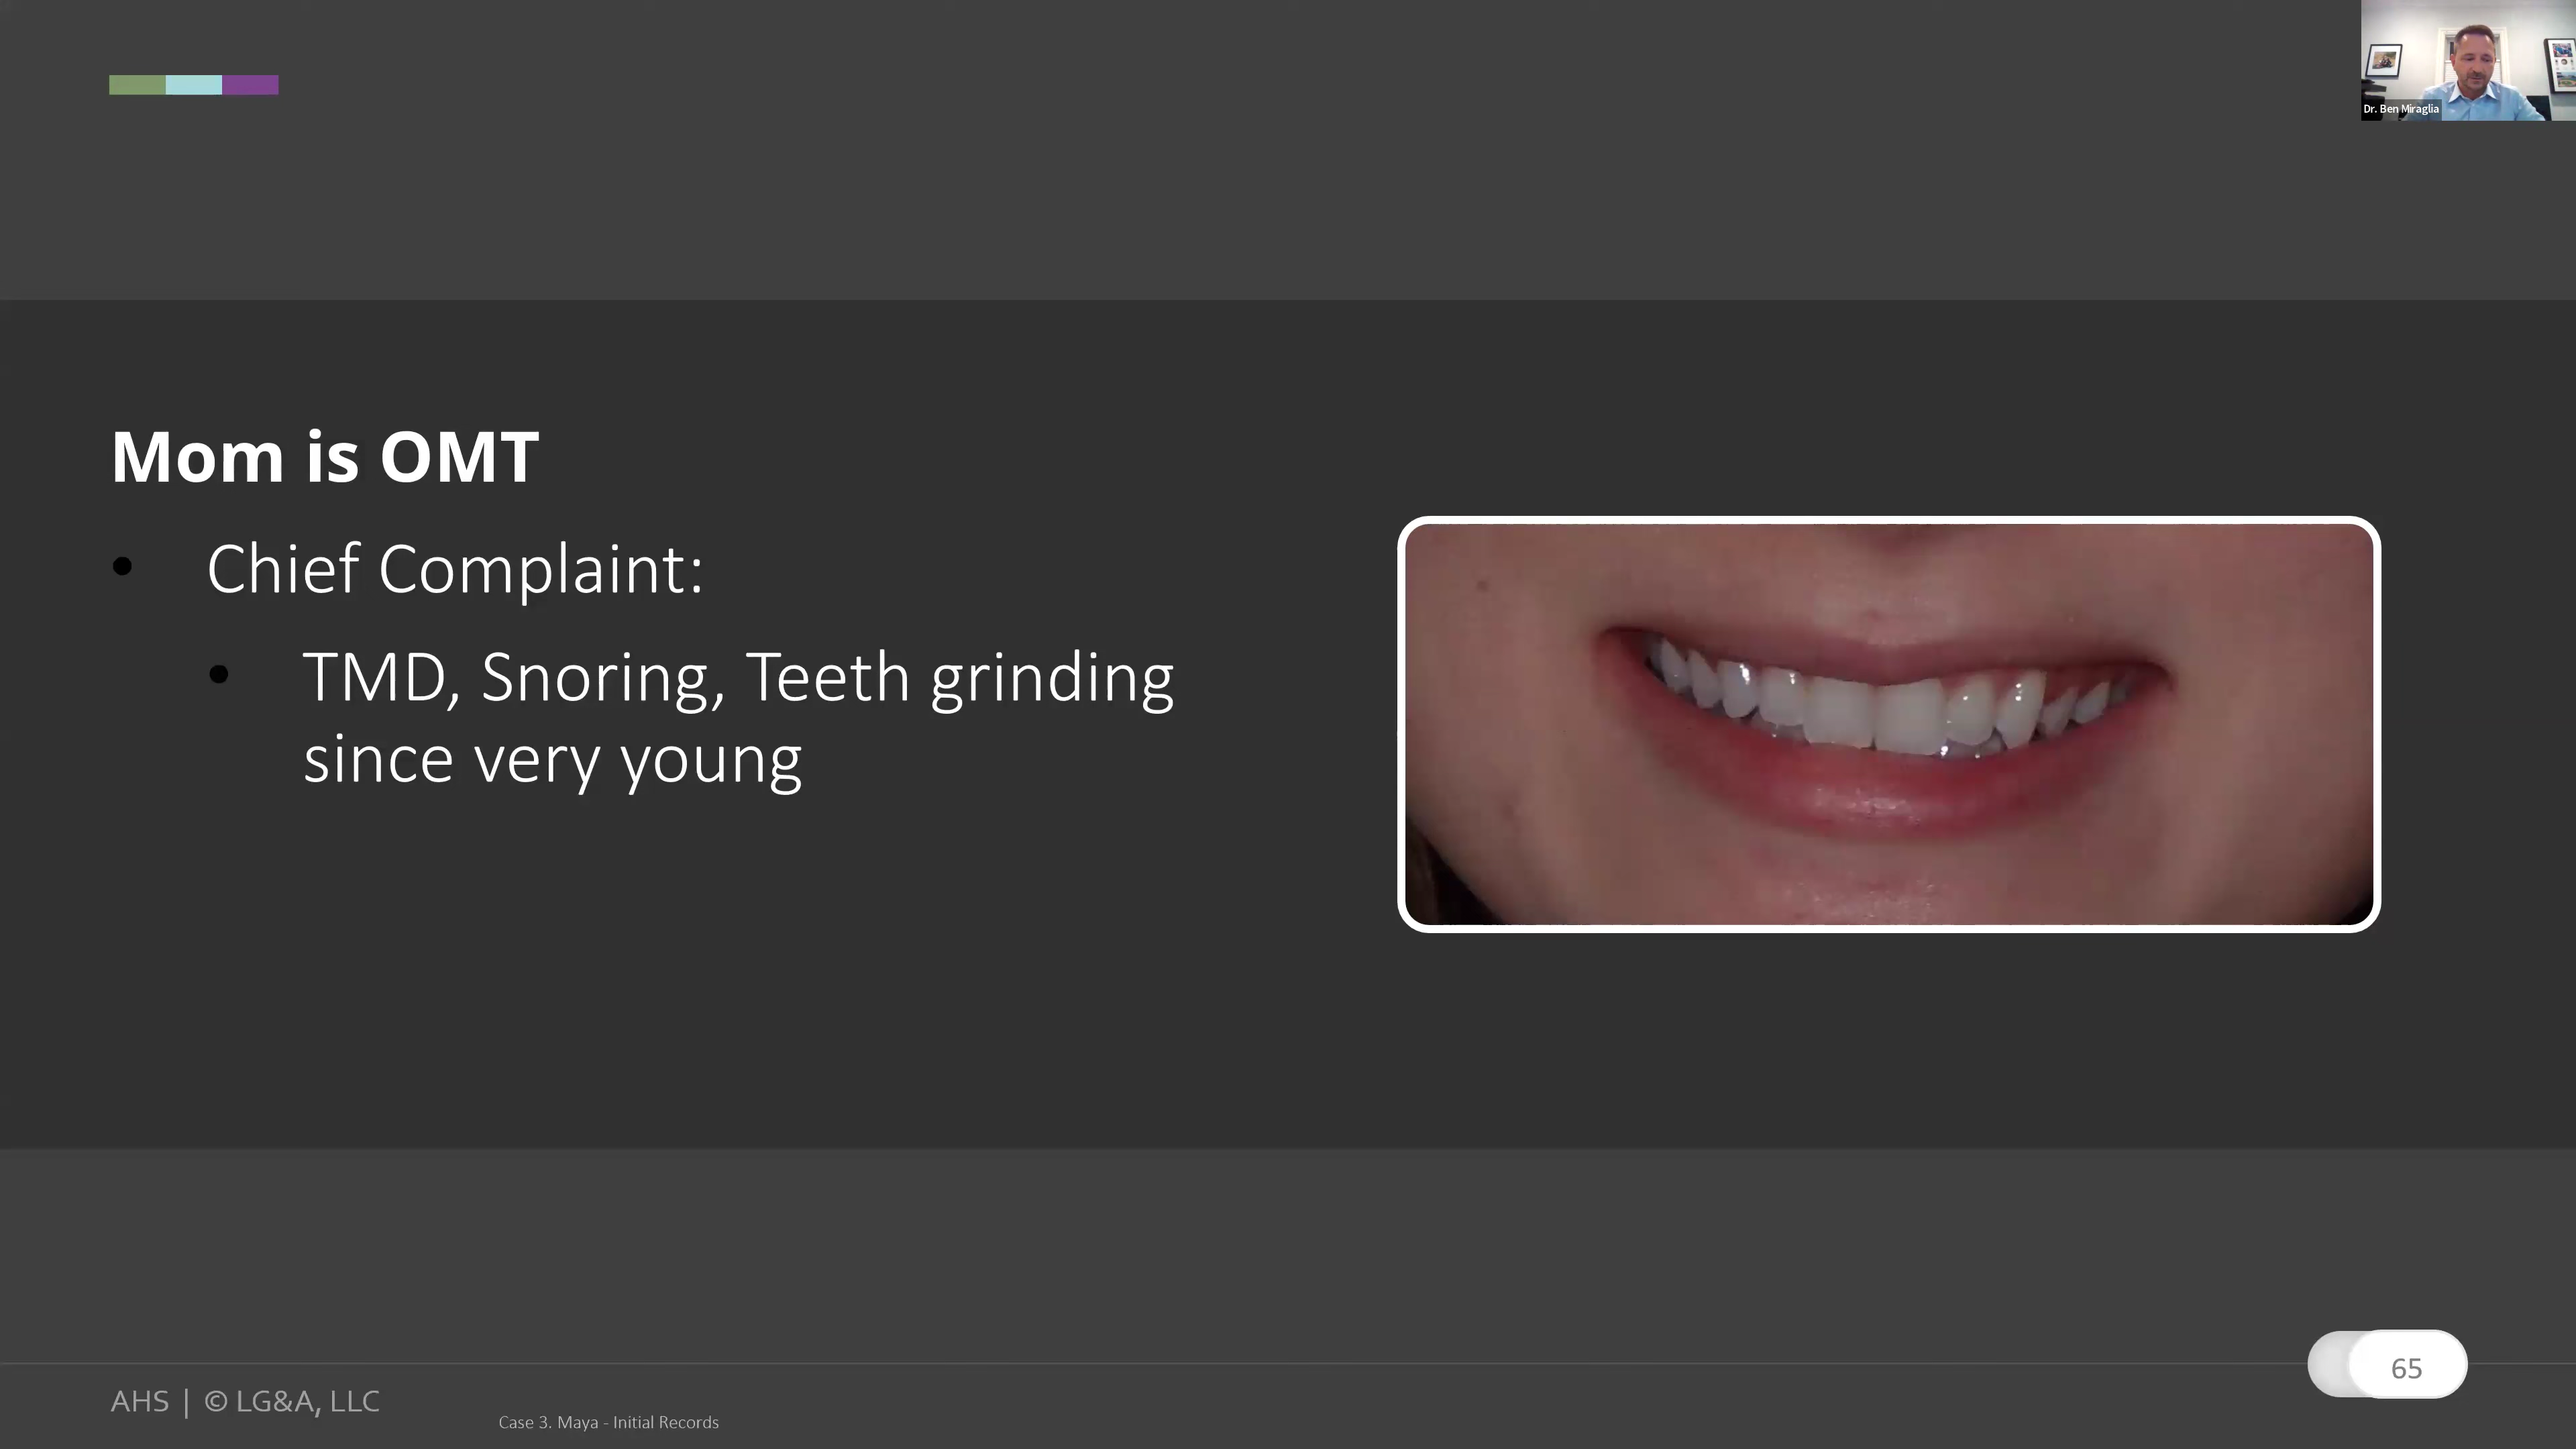 Dr. Ben Miraglia
Mom is OMT
• Chief Complaint:
• TMD, Snoring, Teeth grinding
since very young
65
AHS | © LG&A, LLC
Case 3. Maya - Initial Records